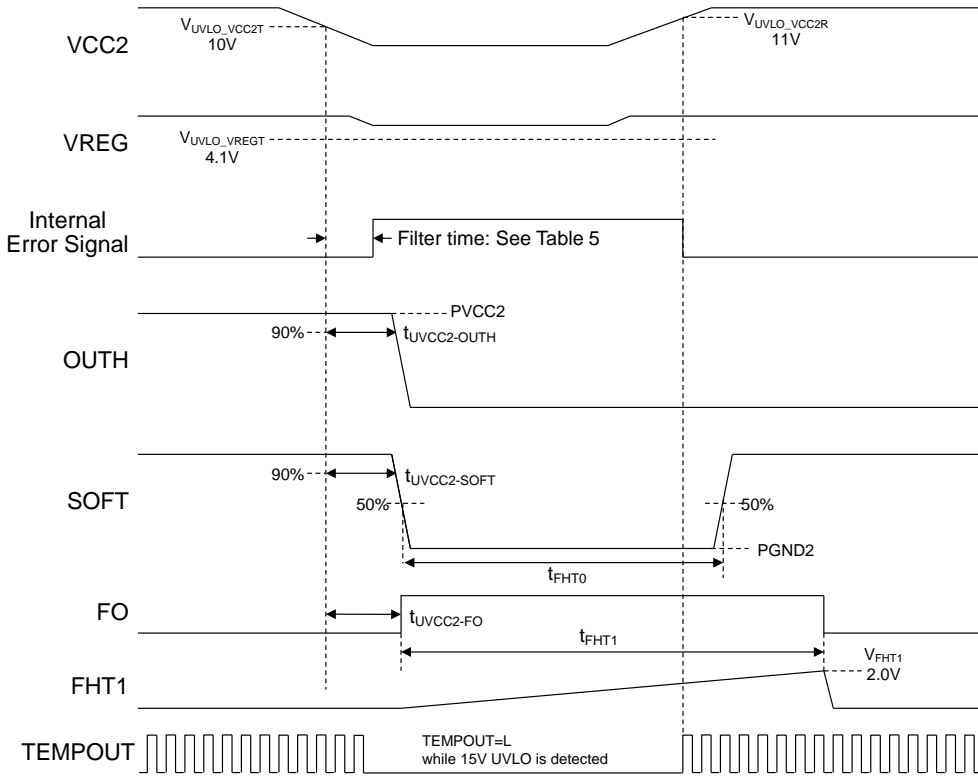 VCC2
VUVLO_VCC2T
10V
VUVLO_VCC2R
11V
VREG
VUVLO_VREGT
4.1V
Internal
Error Signal
Filter time: See Table 5
OUTH
PVCC2
90%
tUVCC2-OUTH
SOFT
90%
tUVCC2-SOFT
50%
50%
PGND2
tFHT0
FO
tUVCC2-FO
tFHT1
FHT1
VFHT1
2.0V
TEMPOUT
TEMPOUT=L
while 15V UVLO is detected